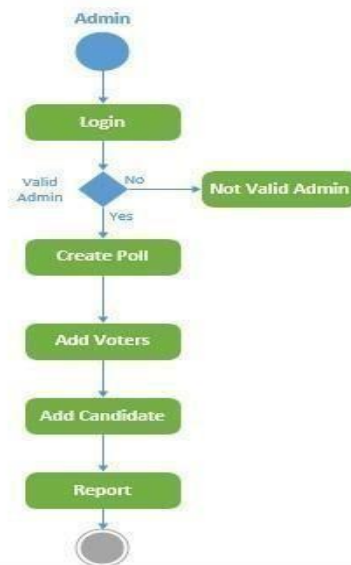 Admin
Login
Valid
Admin
No
Not Valid Admin
Yes
Create Poll
Add Voters
Add Candidate
Report